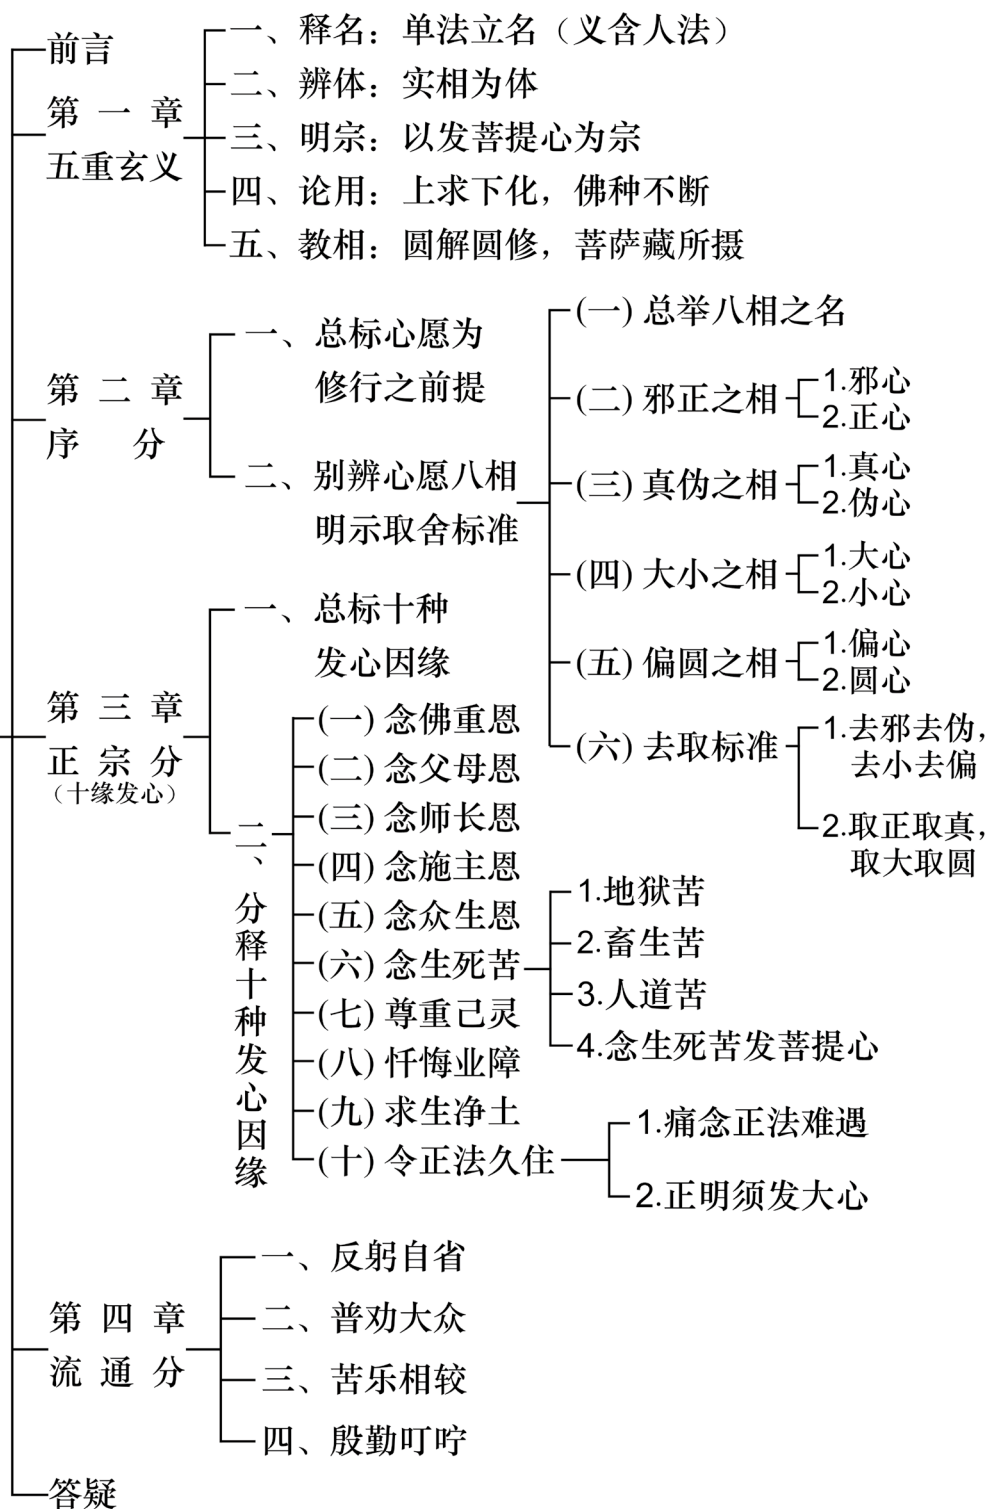 前言
第一章
五重玄义
一、释名：单法立名（义含人法）
二、辨体：实相为体
三、明宗：以发菩提心为宗
四、论用：上求下化，佛种不断
五、教相：圆解圆修，菩萨藏所摄
第二章
序分
一、总标心愿为
修行之前提
二、别辨心愿八相
明示取舍标准
(一) 总举八相之名
(二) 邪正之相
1.邪心
2.正心
(三) 真伪之相
1.真心
2.伪心
(四) 大小之相
1.大心
2.小心
(五) 偏圆之相
1.偏心
2.圆心
(六) 去取标准
1.去邪去伪，
去小去偏
2.取正取真，
取大取圆
第三章
正宗分
（十缘发心）
一、总标十种
发心因缘
二、分释十种发心因缘
(一) 念佛重恩
(二) 念父母恩
(三) 念师长恩
(四) 念施主恩
(五) 念众生恩
(六) 念生死苦
1.地狱苦
2.畜生苦
3.人道苦
4.念生死苦发菩提心
(七) 尊重己灵
(八) 忏悔业障
(九) 求生净土
(十) 令正法久住
1.痛念正法难遇
2.正明须发大心
第四章
流通分
一、反躬自省
二、普劝大众
三、苦乐相较
四、殷勤叮咛
答疑